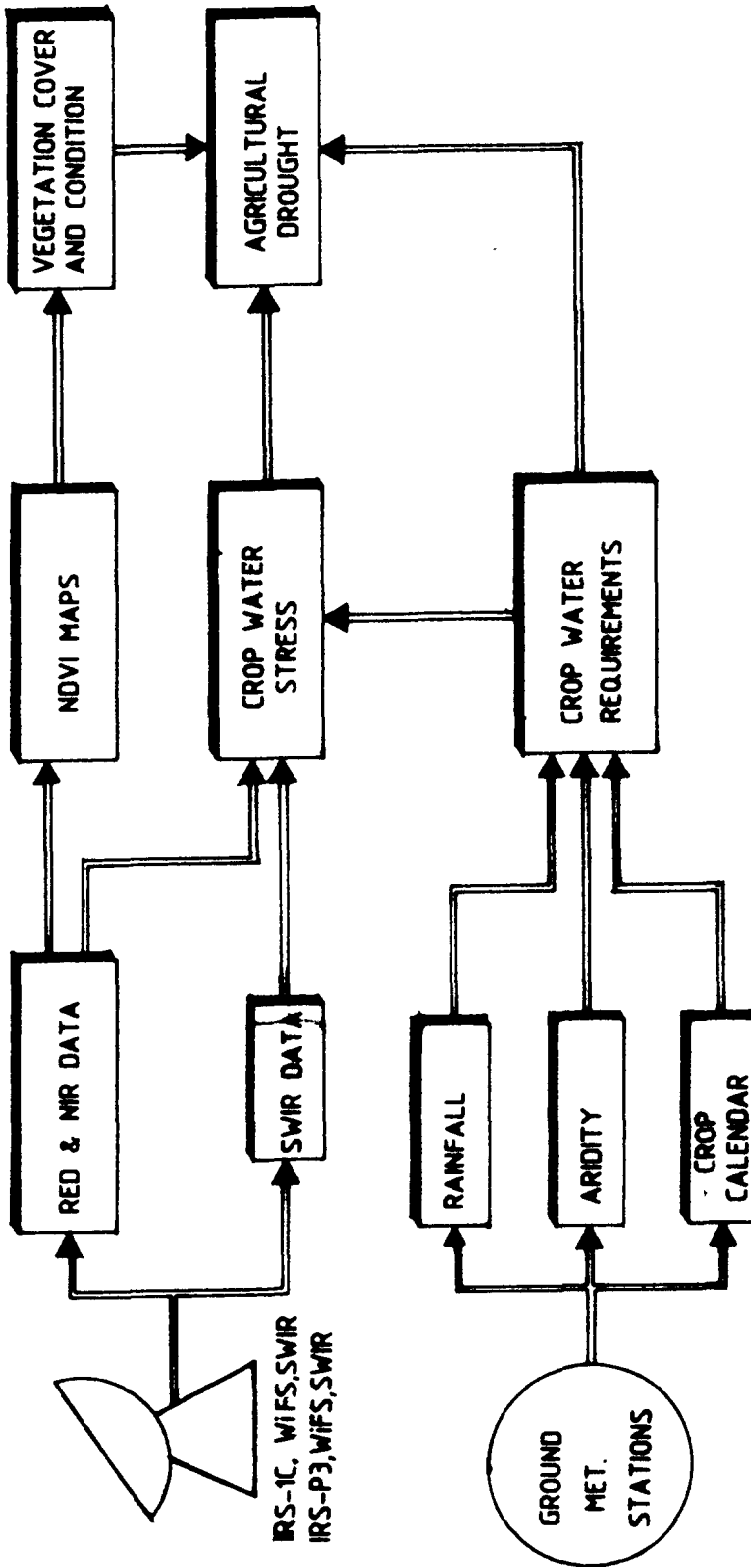 IRS-1C, WiFS,SWIR
IRS-P3,WiFS,SWIR
RED & NIR DATA
NDVI MAPS
VEGETATION COVER
AND CONDITION
SWIR DATA
CROP WATER
STRESS
AGRICULTURAL
DROUGHT
GROUND
MET.
STATIONS
RAINFALL
ARIDITY
CROP
CALENDAR
CROP WATER
REQUIREMENTS